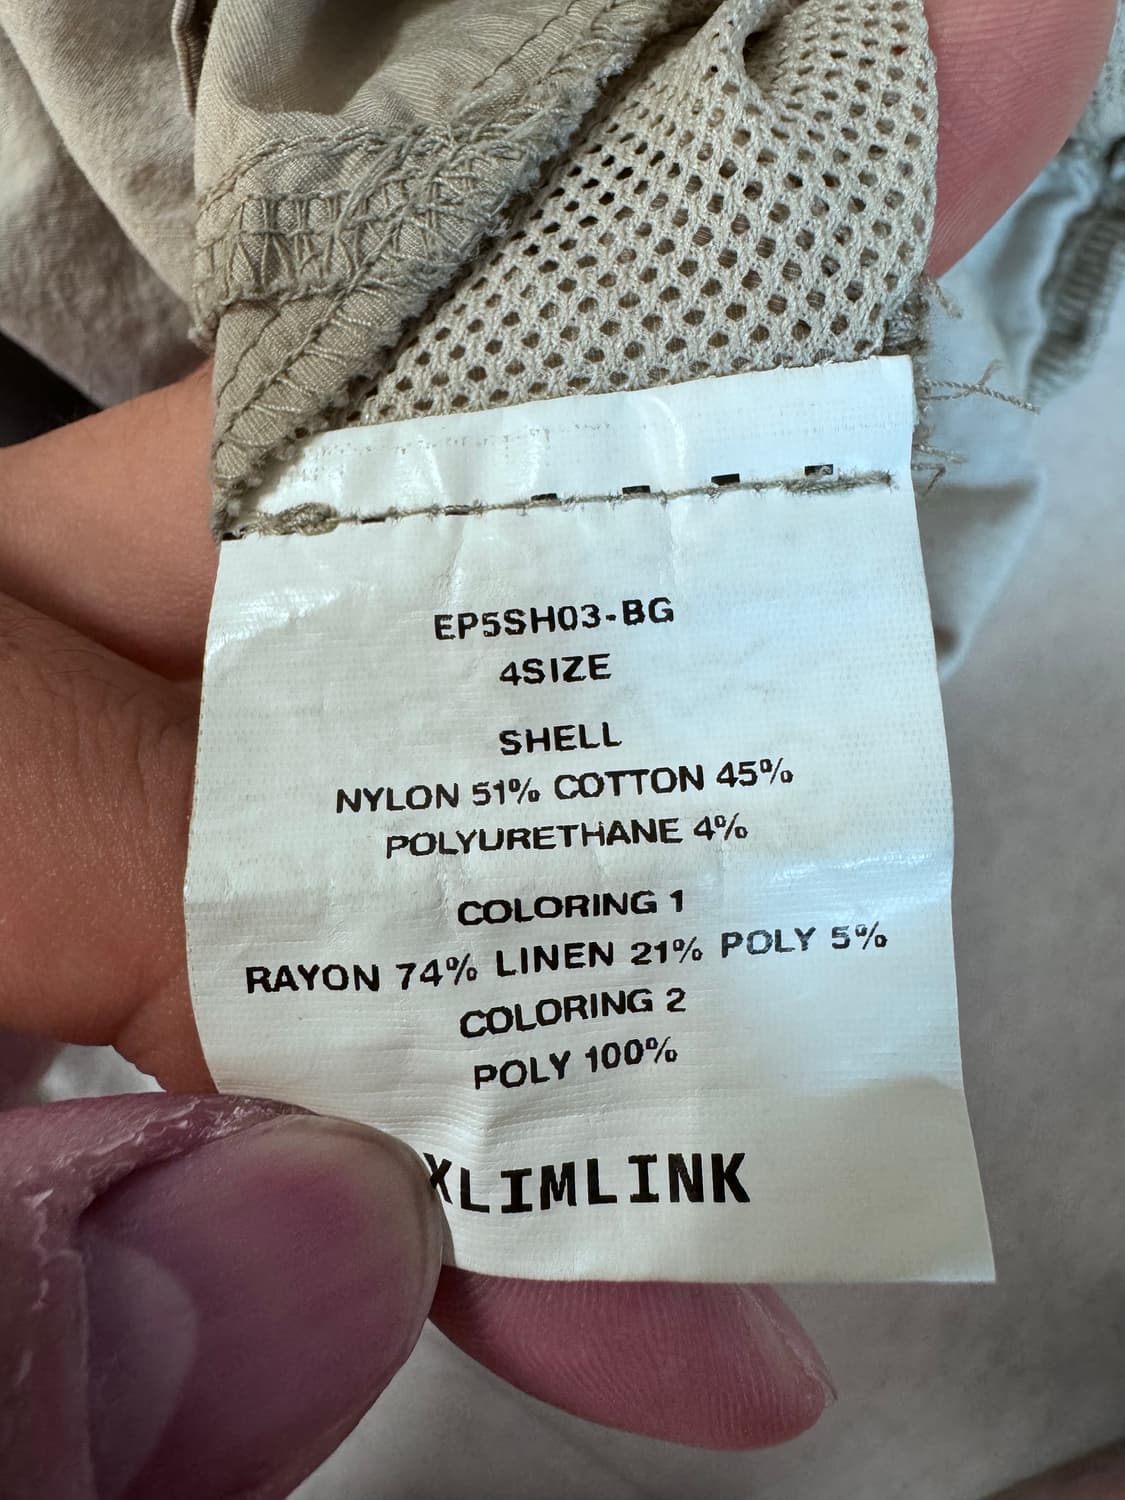 EP5SH03-BG
4SIZE
SHELL
NYLON 51% COTTON 45%
POLYURETHANE 4%
COLORING 1
RAYON 74% LINEN 21% POLY 5%
COLORING 2
POLY 100%
XLIMLINK